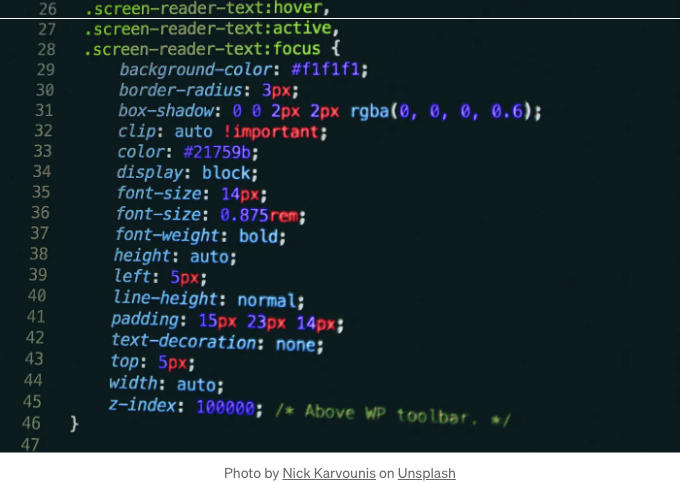 26 .screen-reader-text:hover,
27 .screen-reader-text:active,
28 .screen-reader-text:focus {
29 background-color: #f1f1f1;
30 border-radius: 3px;
31 box-shadow: 0 0 2px 2px rgba(0, 0, 0, 0.6);
32 clip: auto !important;
33 color: #21759b;
34 display: block;
35 font-size: 14px;
36 font-size: 0.875rem;
37 font-weight: bold;
38 height: auto;
39 left: 5px;
40 line-height: normal;
41 padding: 15px 23px 14px;
42 text-decoration: none;
43 top: 5px;
44 width: auto;
45 z-index: 100000; /* Above WP toolbar. */
46 }
47
Photo by Nick Karvounis on Unsplash